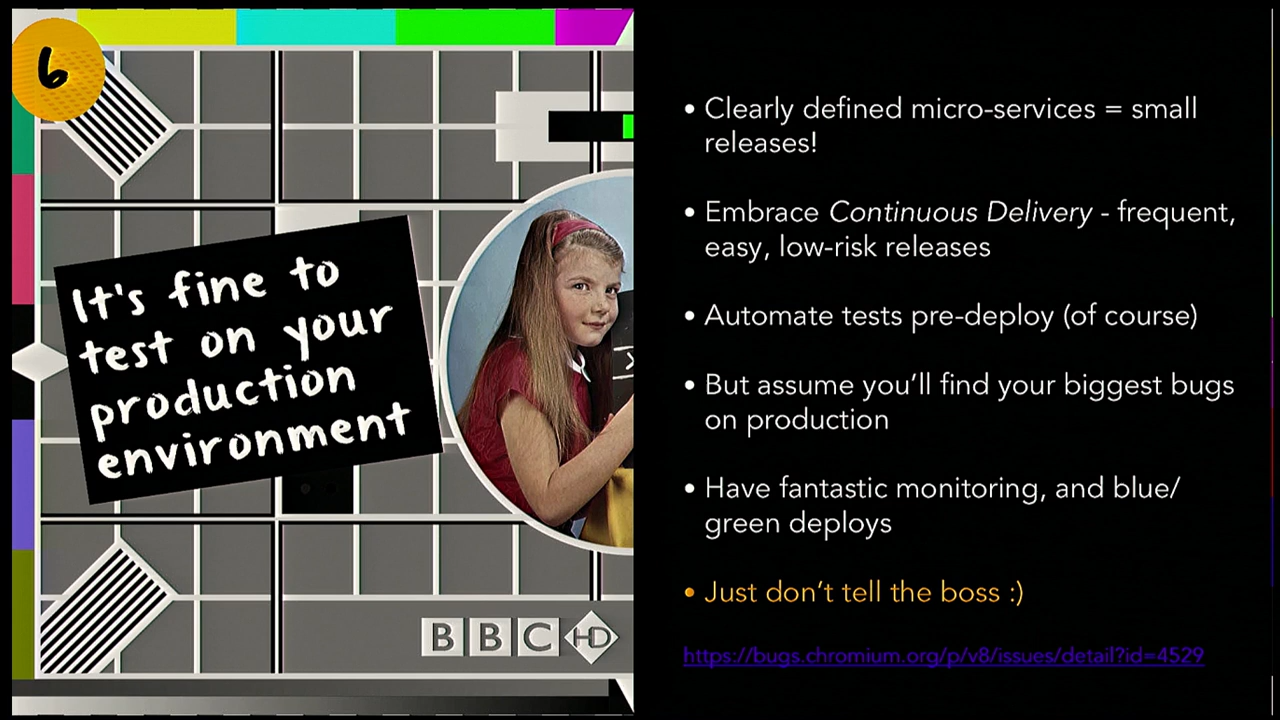 6
It's fine to
test on your
production
environment
BBC HD
• Clearly defined micro-services = small
releases!
• Embrace Continuous Delivery - frequent,
easy, low-risk releases
• Automate tests pre-deploy (of course)
• But assume you’ll find your biggest bugs
on production
• Have fantastic monitoring, and blue/
green deploys
• Just don’t tell the boss :)
https://bugs.chromium.org/p/v8/issues/detail?id=4529